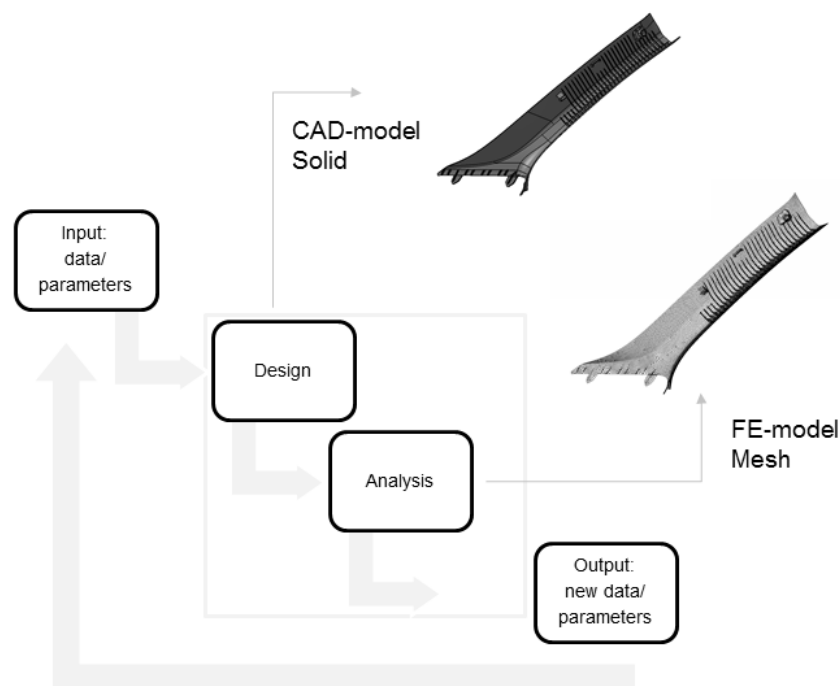 CAD-model
Solid
Input:
data/
parameters
Design
FE-model
Mesh
Analysis
Output:
new data/
parameters